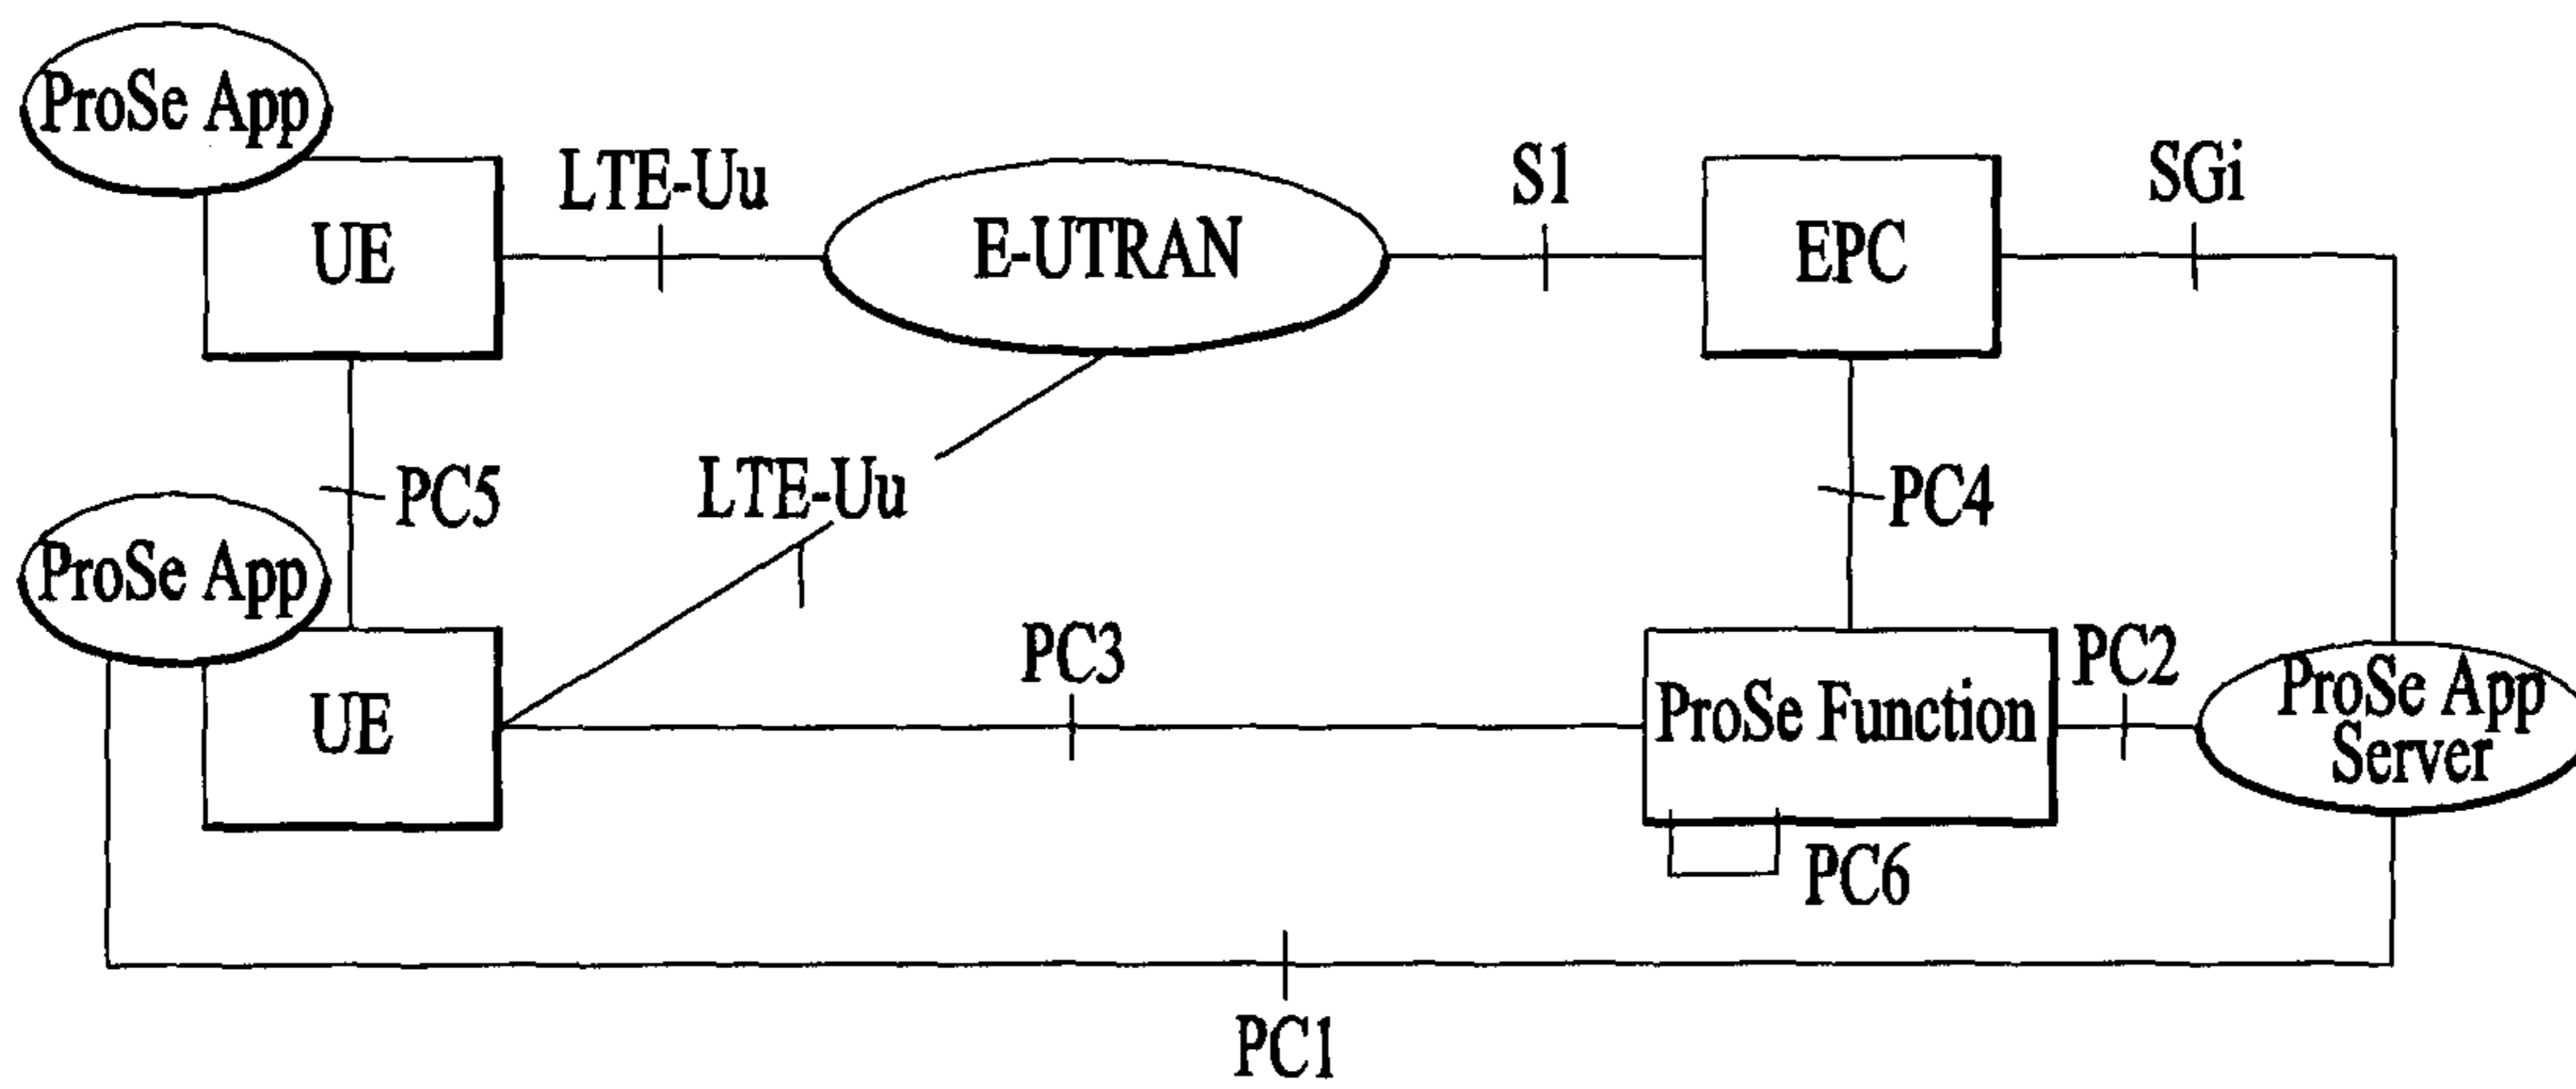 ProSe App
UE
LTE-Uu
E-UTRAN
S1
EPC
SGi
PC5
LTE-Uu
PC4
ProSe App
UE
PC3
ProSe Function
PC2
ProSe App
Server
PC6
PC1